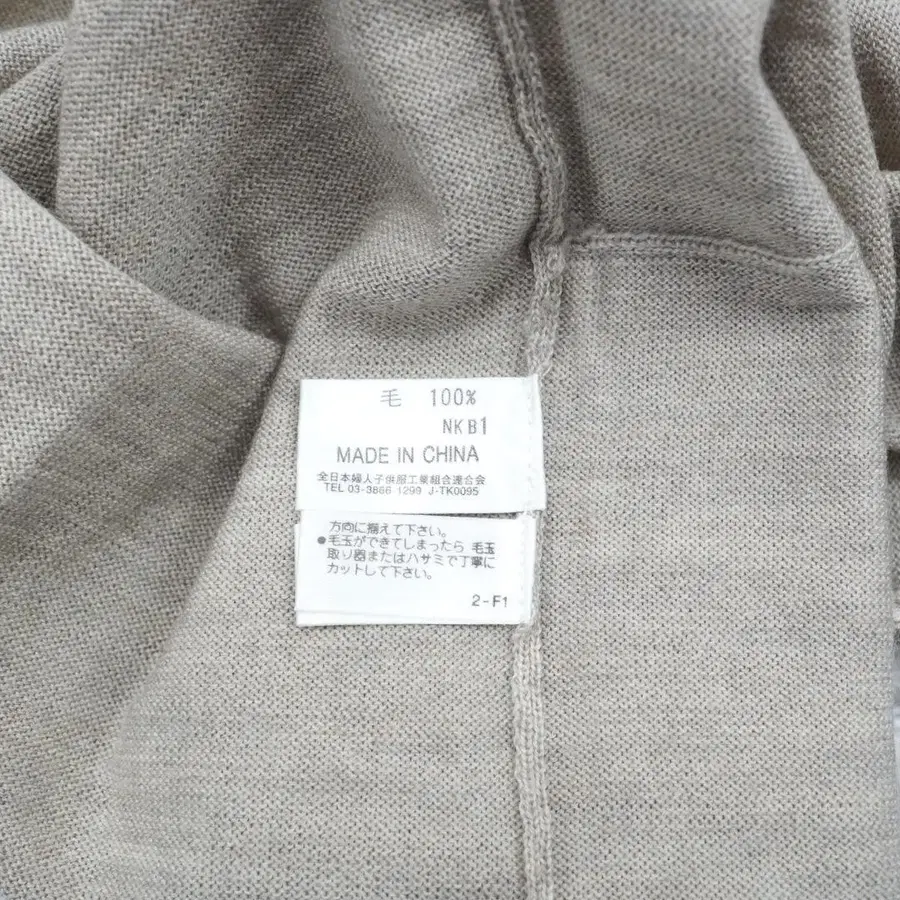 毛 100%
NKB1
MADE IN CHINA
全日本婦人子供服工業組合連合会
TEL 03-3866-1299 J-TK0095
方向に揃えて下さい。
●毛玉ができてしまったら 毛玉
取り器またはハサミで丁寧に
カットして下さい。
2-F1